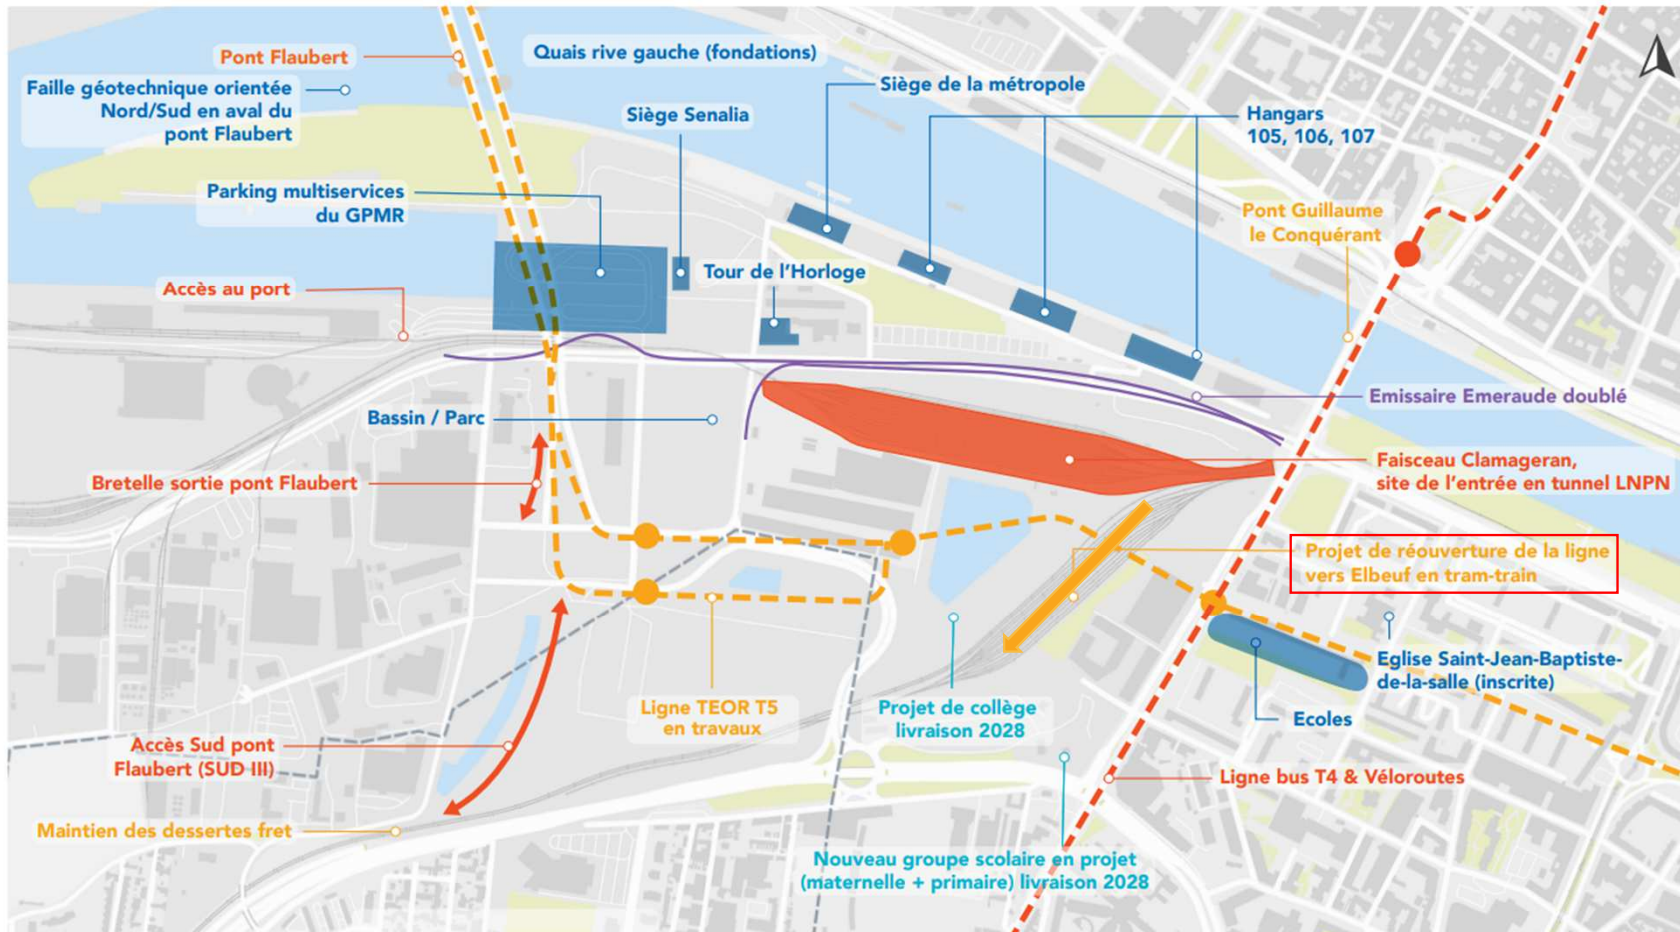 Pont Flaubert
Quais rive gauche (fondations)
Faille géotechnique orientée
Nord/Sud en aval du
pont Flaubert
Siège Senalia
Siège de la métropole
Hangars
105, 106, 107
Parking multiservices
du GPMR
Pont Guillaume
le Conquérant
Tour de l'Horloge
Accès au port
Bassin / Parc
Emissaire Emeraude doublé
Bretelle sortie pont Flaubert
Faisceau Clamageran,
site de l'entrée en tunnel LNPN
Projet de réouverture de la ligne
vers Elbeuf en tram-train
Eglise Saint-Jean-Baptiste-
de-la-salle (inscrite)
Ecoles
Ligne TEOR T5
en travaux
Projet de collège
livraison 2028
Accès Sud pont
Flaubert (SUD III)
Ligne bus T4 & Véloroutes
Maintien des dessertes fret
Nouveau groupe scolaire en projet
(maternelle + primaire) livraison 2028